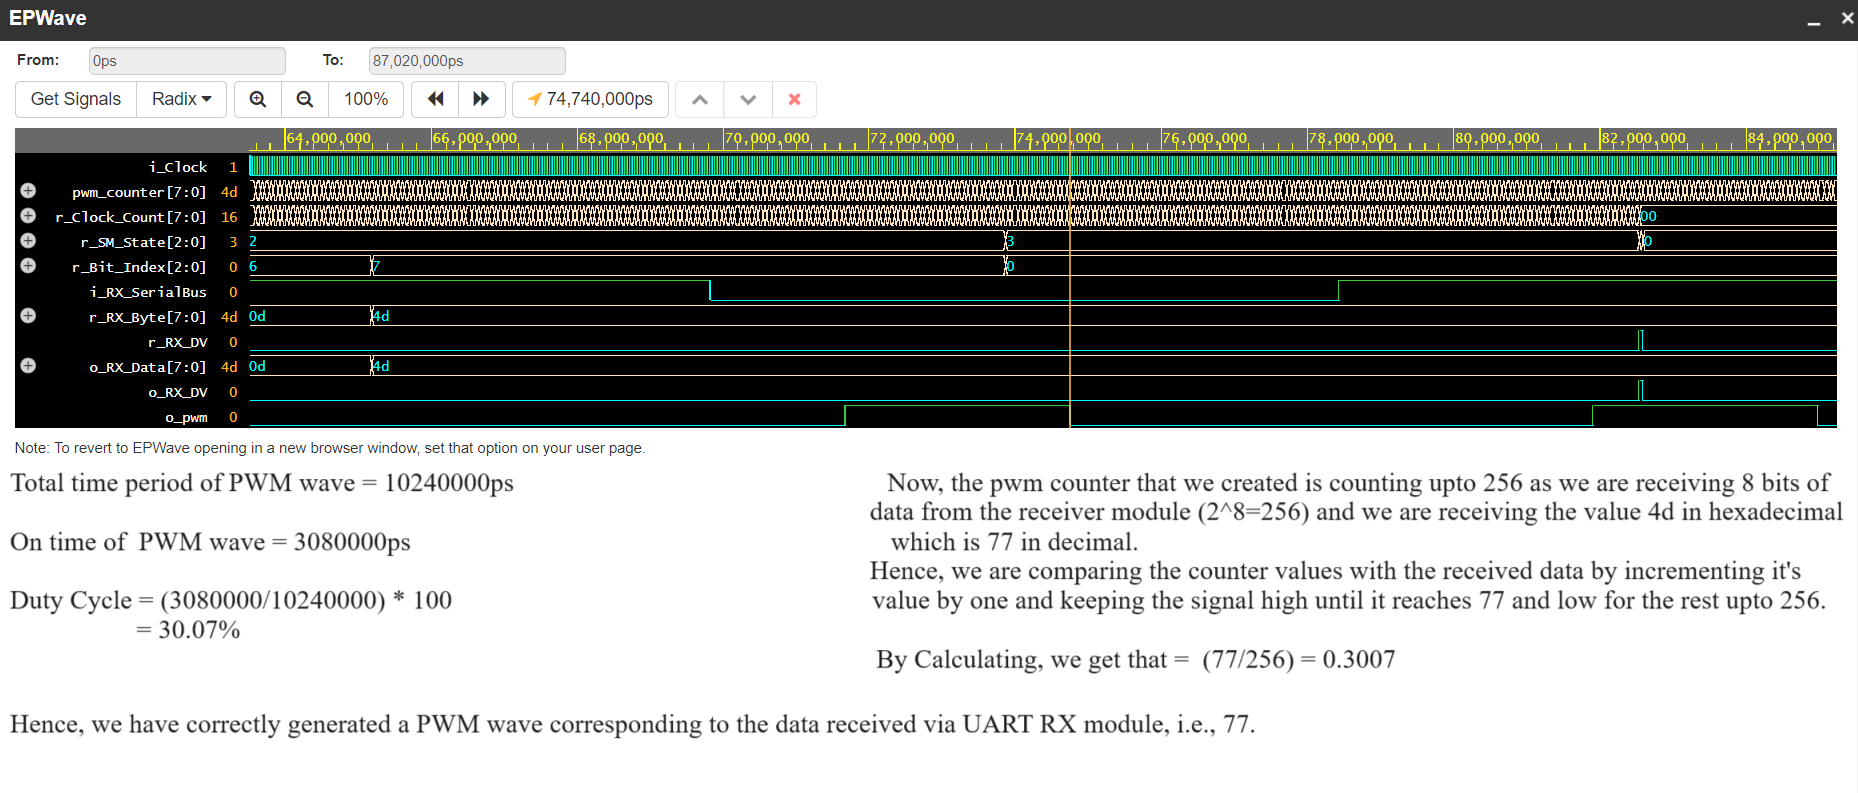 EPWave
From: 0ps To: 87,020,000ps
Get Signals Radix 100% 74,740,000ps
64,000,000 66,000,000 68,000,000 70,000,000 72,000,000 74,000,000 76,000,000 78,000,000 80,000,000 82,000,000 84,000,000
i_Clock 1
pwm_counter[7:0] 4d
r_Clock_Count[7:0] 16 00
r_SM_State[2:0] 3 2 3 0
r_Bit_Index[2:0] 0 6 7 0
i_RX_SerialBus 0
r_RX_Byte[7:0] 4d 0d 4d
r_RX_DV 0
o_RX_Data[7:0] 4d 0d 4d
o_RX_DV 0
o_pwm 0
Note: To revert to EPWave opening in a new browser window, set that option on your user page.
Total time period of PWM wave = 10240000ps
On time of PWM wave = 3080000ps
Duty Cycle = (3080000/10240000) * 100
= 30.07%
Now, the pwm counter that we created is counting upto 256 as we are receiving 8 bits of
data from the receiver module (2^8=256) and we are receiving the value 4d in hexadecimal
which is 77 in decimal.
Hence, we are comparing the counter values with the received data by incrementing it's
value by one and keeping the signal high until it reaches 77 and low for the rest upto 256.
By Calculating, we get that = (77/256) = 0.3007
Hence, we have correctly generated a PWM wave corresponding to the data received via UART RX module, i.e., 77.